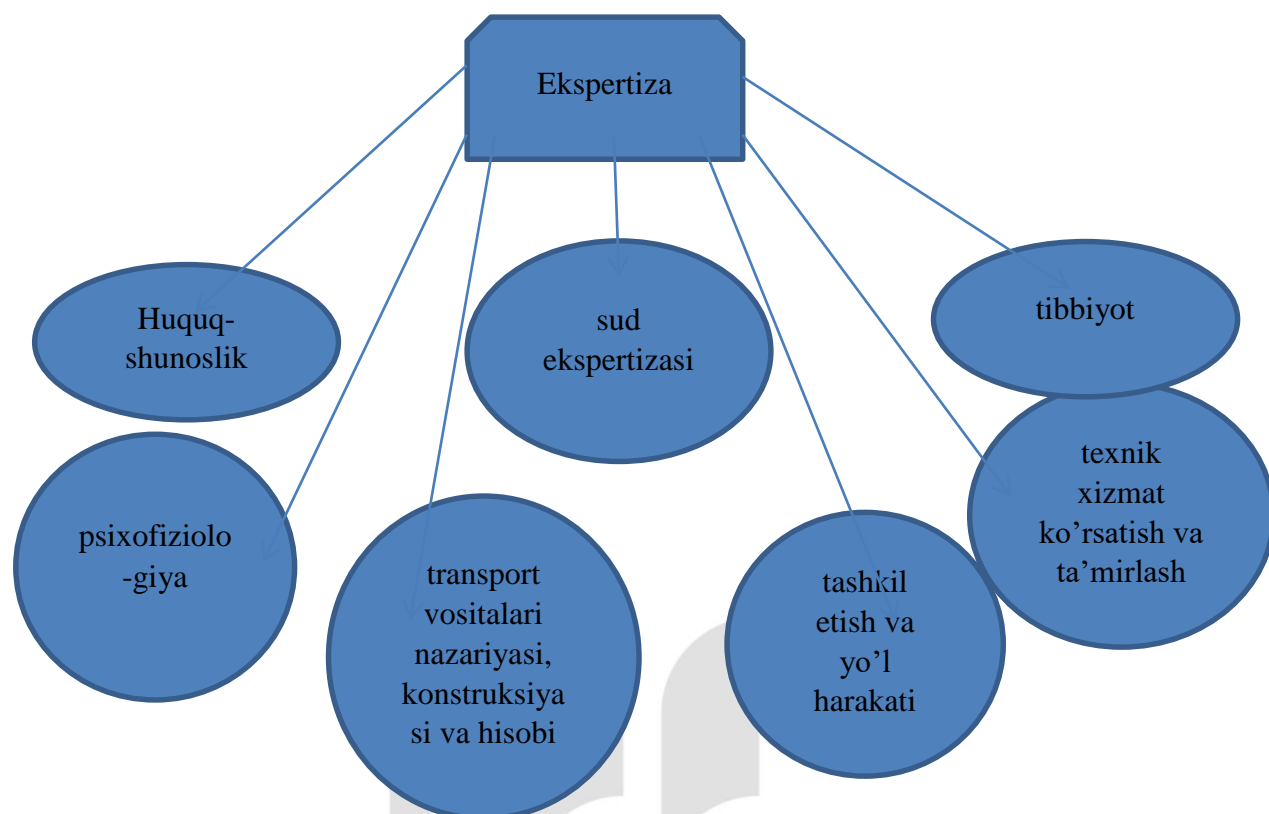 Ekspertiza
Huquq-
shunoslik
sud
ekspertizasi
tibbiyot
psixofiziolo
-giya
transport
vositalari
nazariyasi,
konstruksiya
si va hisobi
tashkil
etish va
yo’l
harakati
texnik
xizmat
ko’rsatish va
ta’mirlash